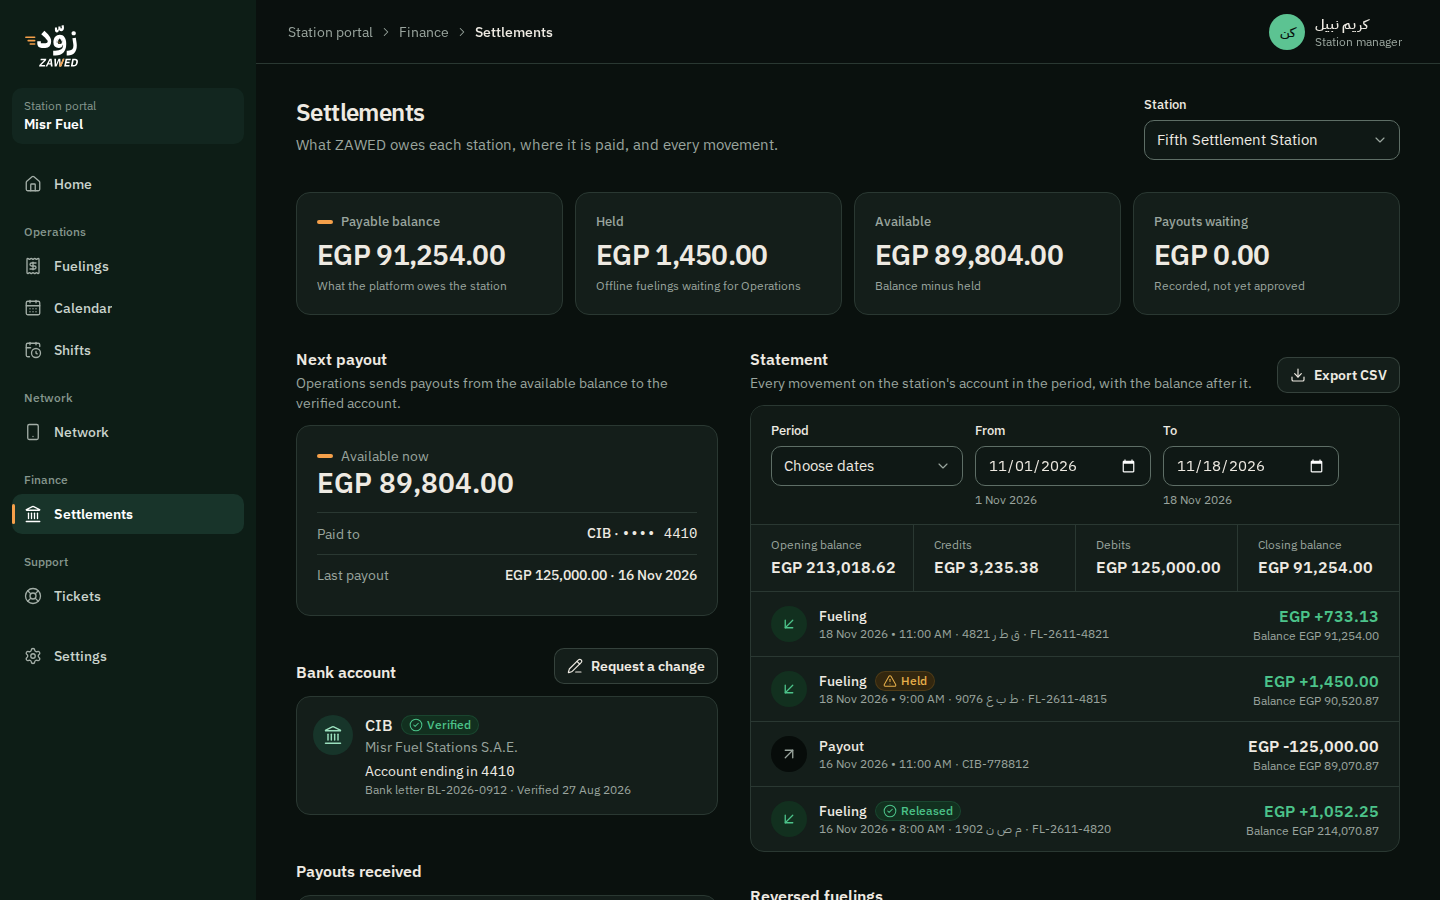 زوّد
ZAWED
Station portal
Misr Fuel
Home
Operations
Fuelings
Calendar
Shifts
Network
Network
Finance
Settlements
Support
Tickets
Settings
Station portal > Finance > Settlements
كن
كريم نبيل
Station manager
Settlements
What ZAWED owes each station, where it is paid, and every movement.
Station
Fifth Settlement Station
Payable balance
EGP 91,254.00
What the platform owes the station
Held
EGP 1,450.00
Offline fuelings waiting for Operations
Available
EGP 89,804.00
Balance minus held
Payouts waiting
EGP 0.00
Recorded, not yet approved
Next payout
Operations sends payouts from the available balance to the
verified account.
Available now
EGP 89,804.00
Paid to
CIB · •••• 4410
Last payout
EGP 125,000.00 · 16 Nov 2026
Bank account
Request a change
CIB
Verified
Misr Fuel Stations S.A.E.
Account ending in 4410
Bank letter BL-2026-0912 · Verified 27 Aug 2026
Payouts received
Statement
Every movement on the station's account in the period, with the balance after it.
Export CSV
Period
Choose dates
From
11/01/2026
1 Nov 2026
To
11/18/2026
18 Nov 2026
Opening balance
EGP 213,018.62
Credits
EGP 3,235.38
Debits
EGP 125,000.00
Closing balance
EGP 91,254.00
Fueling
EGP +733.13
18 Nov 2026 • 11:00 AM · ق ط ر 4821 · FL-2611-4821
Balance EGP 91,254.00
Fueling
Held
EGP +1,450.00
18 Nov 2026 • 9:00 AM · ط ب ع 9076 · FL-2611-4815
Balance EGP 90,520.87
Payout
EGP -125,000.00
16 Nov 2026 • 11:00 AM · CIB-778812
Balance EGP 89,070.87
Fueling
Released
EGP +1,052.25
16 Nov 2026 • 8:00 AM · م ص ن 1902 · FL-2611-4820
Balance EGP 214,070.87
Reversed fuelings